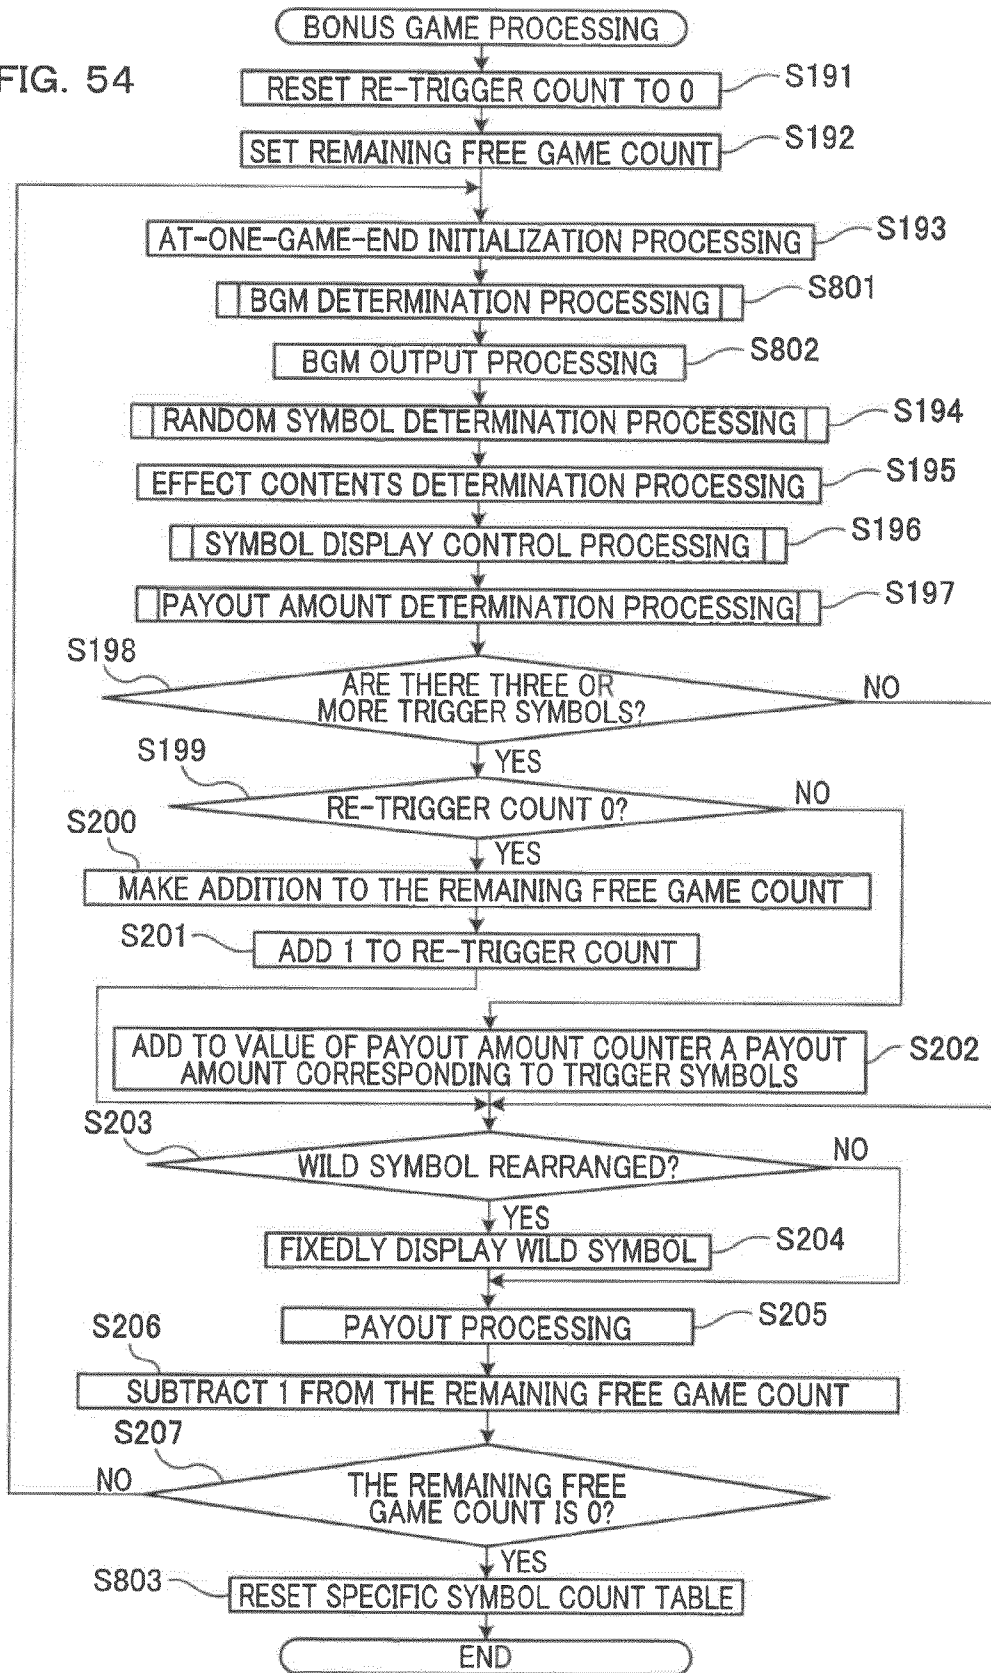 BONUS GAME PROCESSING
FIG. 54
RESET RE-TRIGGER COUNT TO 0
S191
SET REMAINING FREE GAME COUNT
S192
AT-ONE-GAME-END INITIALIZATION PROCESSING
S193
BGM DETERMINATION PROCESSING
S801
BGM OUTPUT PROCESSING
S802
RANDOM SYMBOL DETERMINATION PROCESSING
S194
EFFECT CONTENTS DETERMINATION PROCESSING
S195
SYMBOL DISPLAY CONTROL PROCESSING
S196
PAYOUT AMOUNT DETERMINATION PROCESSING
S197
S198
ARE THERE THREE OR
MORE TRIGGER SYMBOLS?
NO
YES
S199
RE-TRIGGER COUNT 0?
NO
YES
S200
MAKE ADDITION TO THE REMAINING FREE GAME COUNT
S201
ADD 1 TO RE-TRIGGER COUNT
ADD TO VALUE OF PAYOUT AMOUNT COUNTER A PAYOUT
AMOUNT CORRESPONDING TO TRIGGER SYMBOLS
S202
S203
WILD SYMBOL REARRANGED?
NO
YES
FIXEDLY DISPLAY WILD SYMBOL
S204
PAYOUT PROCESSING
S205
S206
SUBTRACT 1 FROM THE REMAINING FREE GAME COUNT
S207
NO
THE REMAINING FREE
GAME COUNT IS 0?
YES
S803
RESET SPECIFIC SYMBOL COUNT TABLE
END